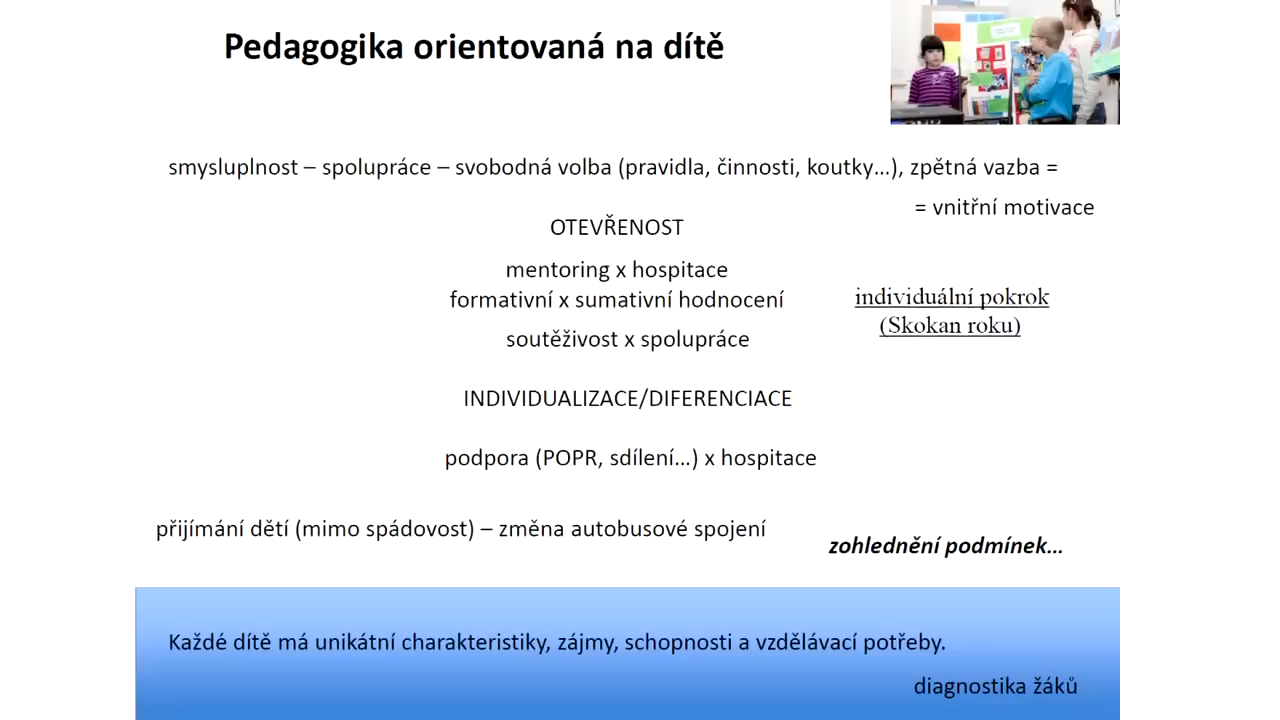 Pedagogika orientovaná na dítě
smysluplnost – spolupráce – svobodná volba (pravidla, činnosti, koutky…), zpětná vazba =
= vnitřní motivace
OTEVŘENOST
mentoring x hospitace
formativní x sumativní hodnocení
individuální pokrok
(Skokan roku)
soutěživost x spolupráce
INDIVIDUALIZACE/DIFERENCIACE
podpora (POPR, sdílení…) x hospitace
přijímání dětí (mimo spádovost) – změna autobusové spojení
zohlednění podmínek…
Každé dítě má unikátní charakteristiky, zájmy, schopnosti a vzdělávací potřeby.
diagnostika žáků